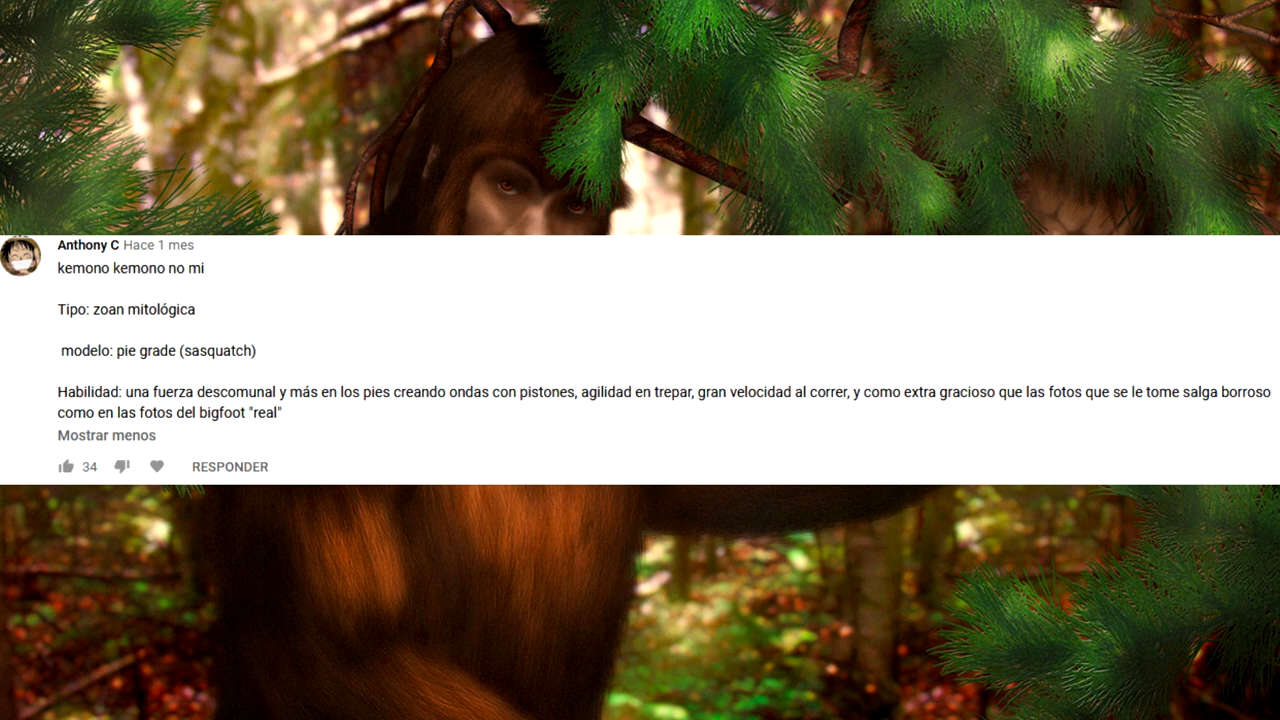 Anthony C Hace 1 mes
kemono kemono no mi
Tipo: zoan mitológica
modelo: pie grade (sasquatch)
Habilidad: una fuerza descomunal y más en los pies creando ondas con pistones, agilidad en trepar, gran velocidad al correr, y como extra gracioso que las fotos que se le tome salga borroso
como en las fotos del bigfoot "real"
Mostrar menos
34 RESPONDER